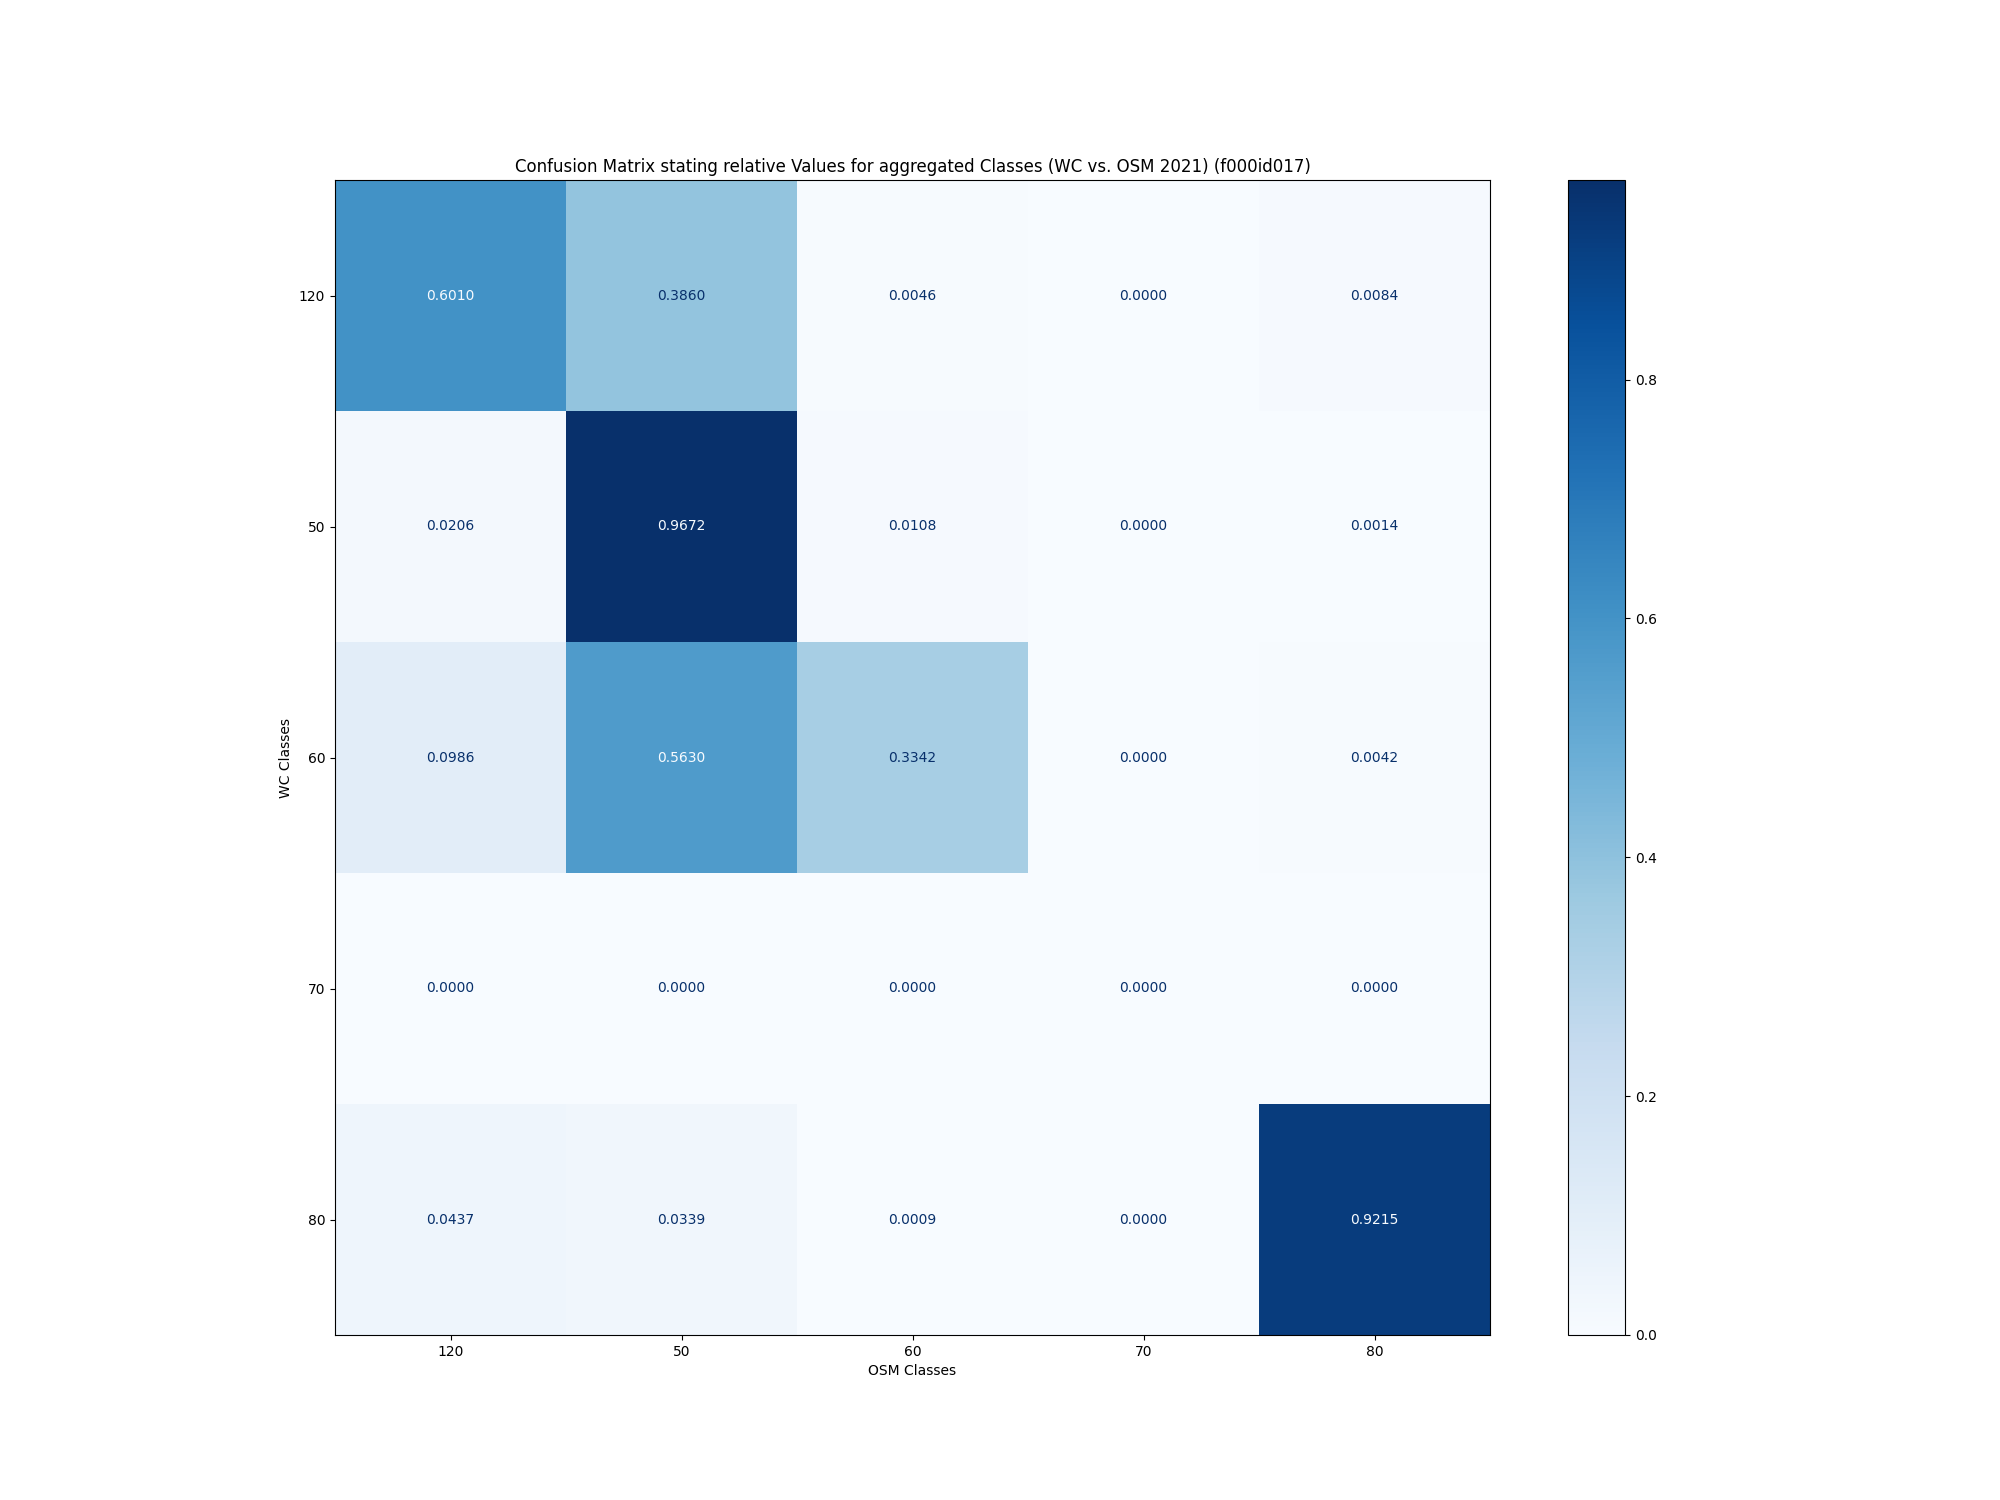 Confusion Matrix stating relative Values for aggregated Classes (WC vs. OSM 2021) (f000id017)
120 0.6010 0.3860 0.0046 0.0000 0.0084
50 0.0206 0.9672 0.0108 0.0000 0.0014
60 0.0986 0.5630 0.3342 0.0000 0.0042
70 0.0000 0.0000 0.0000 0.0000 0.0000
80 0.0437 0.0339 0.0009 0.0000 0.9215
120 50 60 70 80
OSM Classes
WC Classes
0.8
0.6
0.4
0.2
0.0